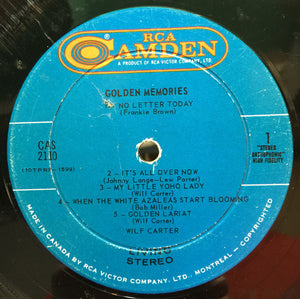 RCA
CAMDEN
A PRODUCT OF RCA VICTOR COMPANY, LTD.
GOLDEN MEMORIES
NO LETTER TODAY
(Frankie Brown)
CAS
2110
1
"STEREO
ORTHOPHONIC"
HIGH FIDELITY
2 - IT'S ALL OVER NOW
(Johnny Lange-Lew Porter)
3 - MY LITTLE YOHO LADY
(Wilf Carter)
4 - WHEN THE WHITE AZALEAS START BLOOMING
(Bob Miller)
5 - GOLDEN LARIAT
(Wilf Carter)
WILF CARTER
LIVING
STEREO
MADE IN CANADA BY RCA VICTOR COMPANY, LTD., MONTREAL - COPYRIGHTED